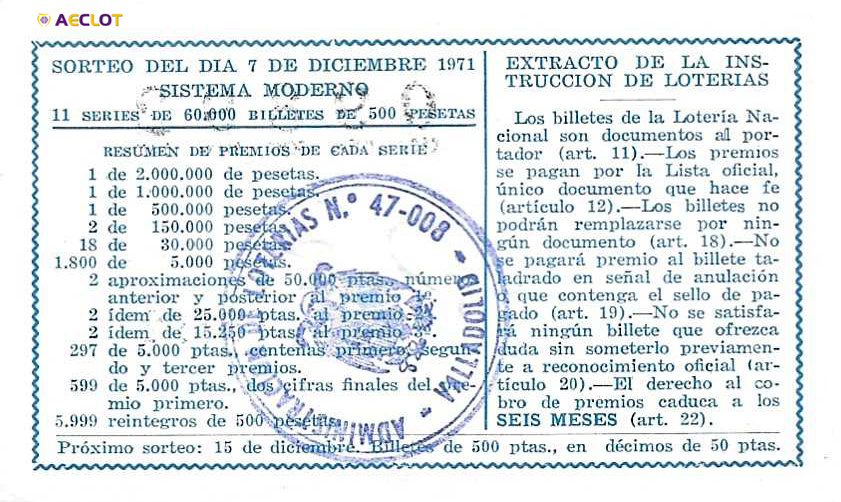 AECLOT
SORTEO DEL DIA 7 DE DICIEMBRE 1971
SISTEMA MODERNO
11 SERIES DE 60.000 BILLETES DE 500 PESETAS
RESUMEN DE PREMIOS DE CADA SERIE
1 de 2.000.000 de pesetas.
1 de 1.000.000 de pesetas.
1 de 500.000 pesetas.
2 de 150.000 pesetas.
18 de 30.000 pesetas.
1.800 de 5.000 pesetas.
2 aproximaciones de 50.000 ptas. número
anterior y posterior al premio 1º.
2 ídem de 25.000 ptas. al premio 2º.
2 ídem de 15.250 ptas. al premio 3º.
297 de 5.000 ptas., centenas primero, segun-
do y tercer premios.
599 de 5.000 ptas., dos cifras finales del pre-
mio primero.
5.999 reintegros de 500 pesetas.
EXTRACTO DE LA INS-
TRUCCION DE LOTERIAS
Los billetes de la Lotería Na-
cional son documentos al por-
tador (art. 11).—Los premios
se pagan por la Lista oficial,
único documento que hace fe
(artículo 12).—Los billetes no
podrán remplazarse por nin-
gún documento (art. 18).—No
se pagará premio al billete ta-
ladrado en señal de anulación
o que contenga el sello de pa-
gado (art. 19).—No se satisfa-
rá ningún billete que ofrezca
duda sin someterlo previamen-
te a reconocimiento oficial (ar-
tículo 20).—El derecho al co-
bro de premios caduca a los
SEIS MESES (art. 22).
Próximo sorteo: 15 de diciembre. Billetes de 500 ptas., en décimos de 50 ptas.
ADMINISTRACION DE LOTERIAS N.º 47-008 - VALLADOLID -